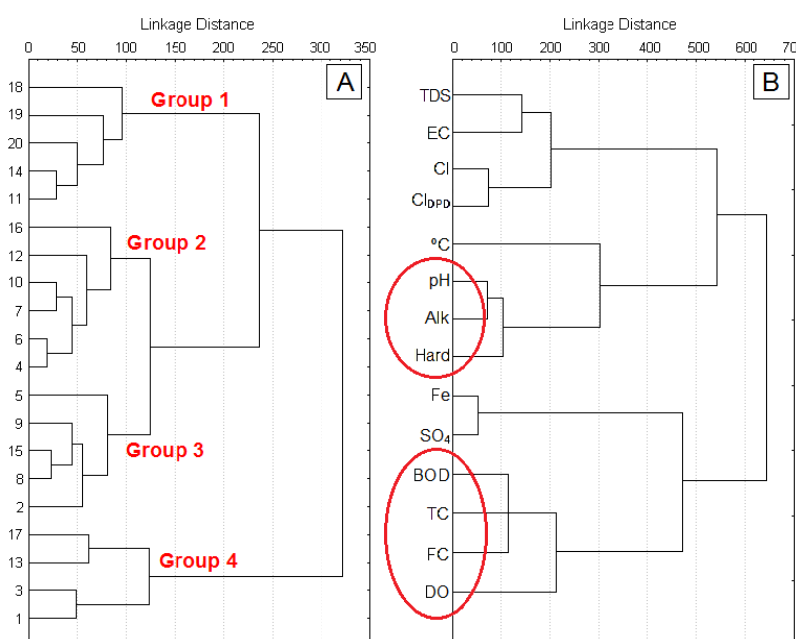 Linkage Distance
0 50 100 150 200 250 300 350
A
18
Group 1
19
20
14
11
16
Group 2
12
10
7
6
4
5
9
Group 3
15
8
2
17
Group 4
13
3
1
Linkage Distance
0 100 200 300 400 500 600 70
B
TDS
EC
Cl
ClDPD
ºC
pH
Alk
Hard
Fe
SO4
BOD
TC
FC
DO